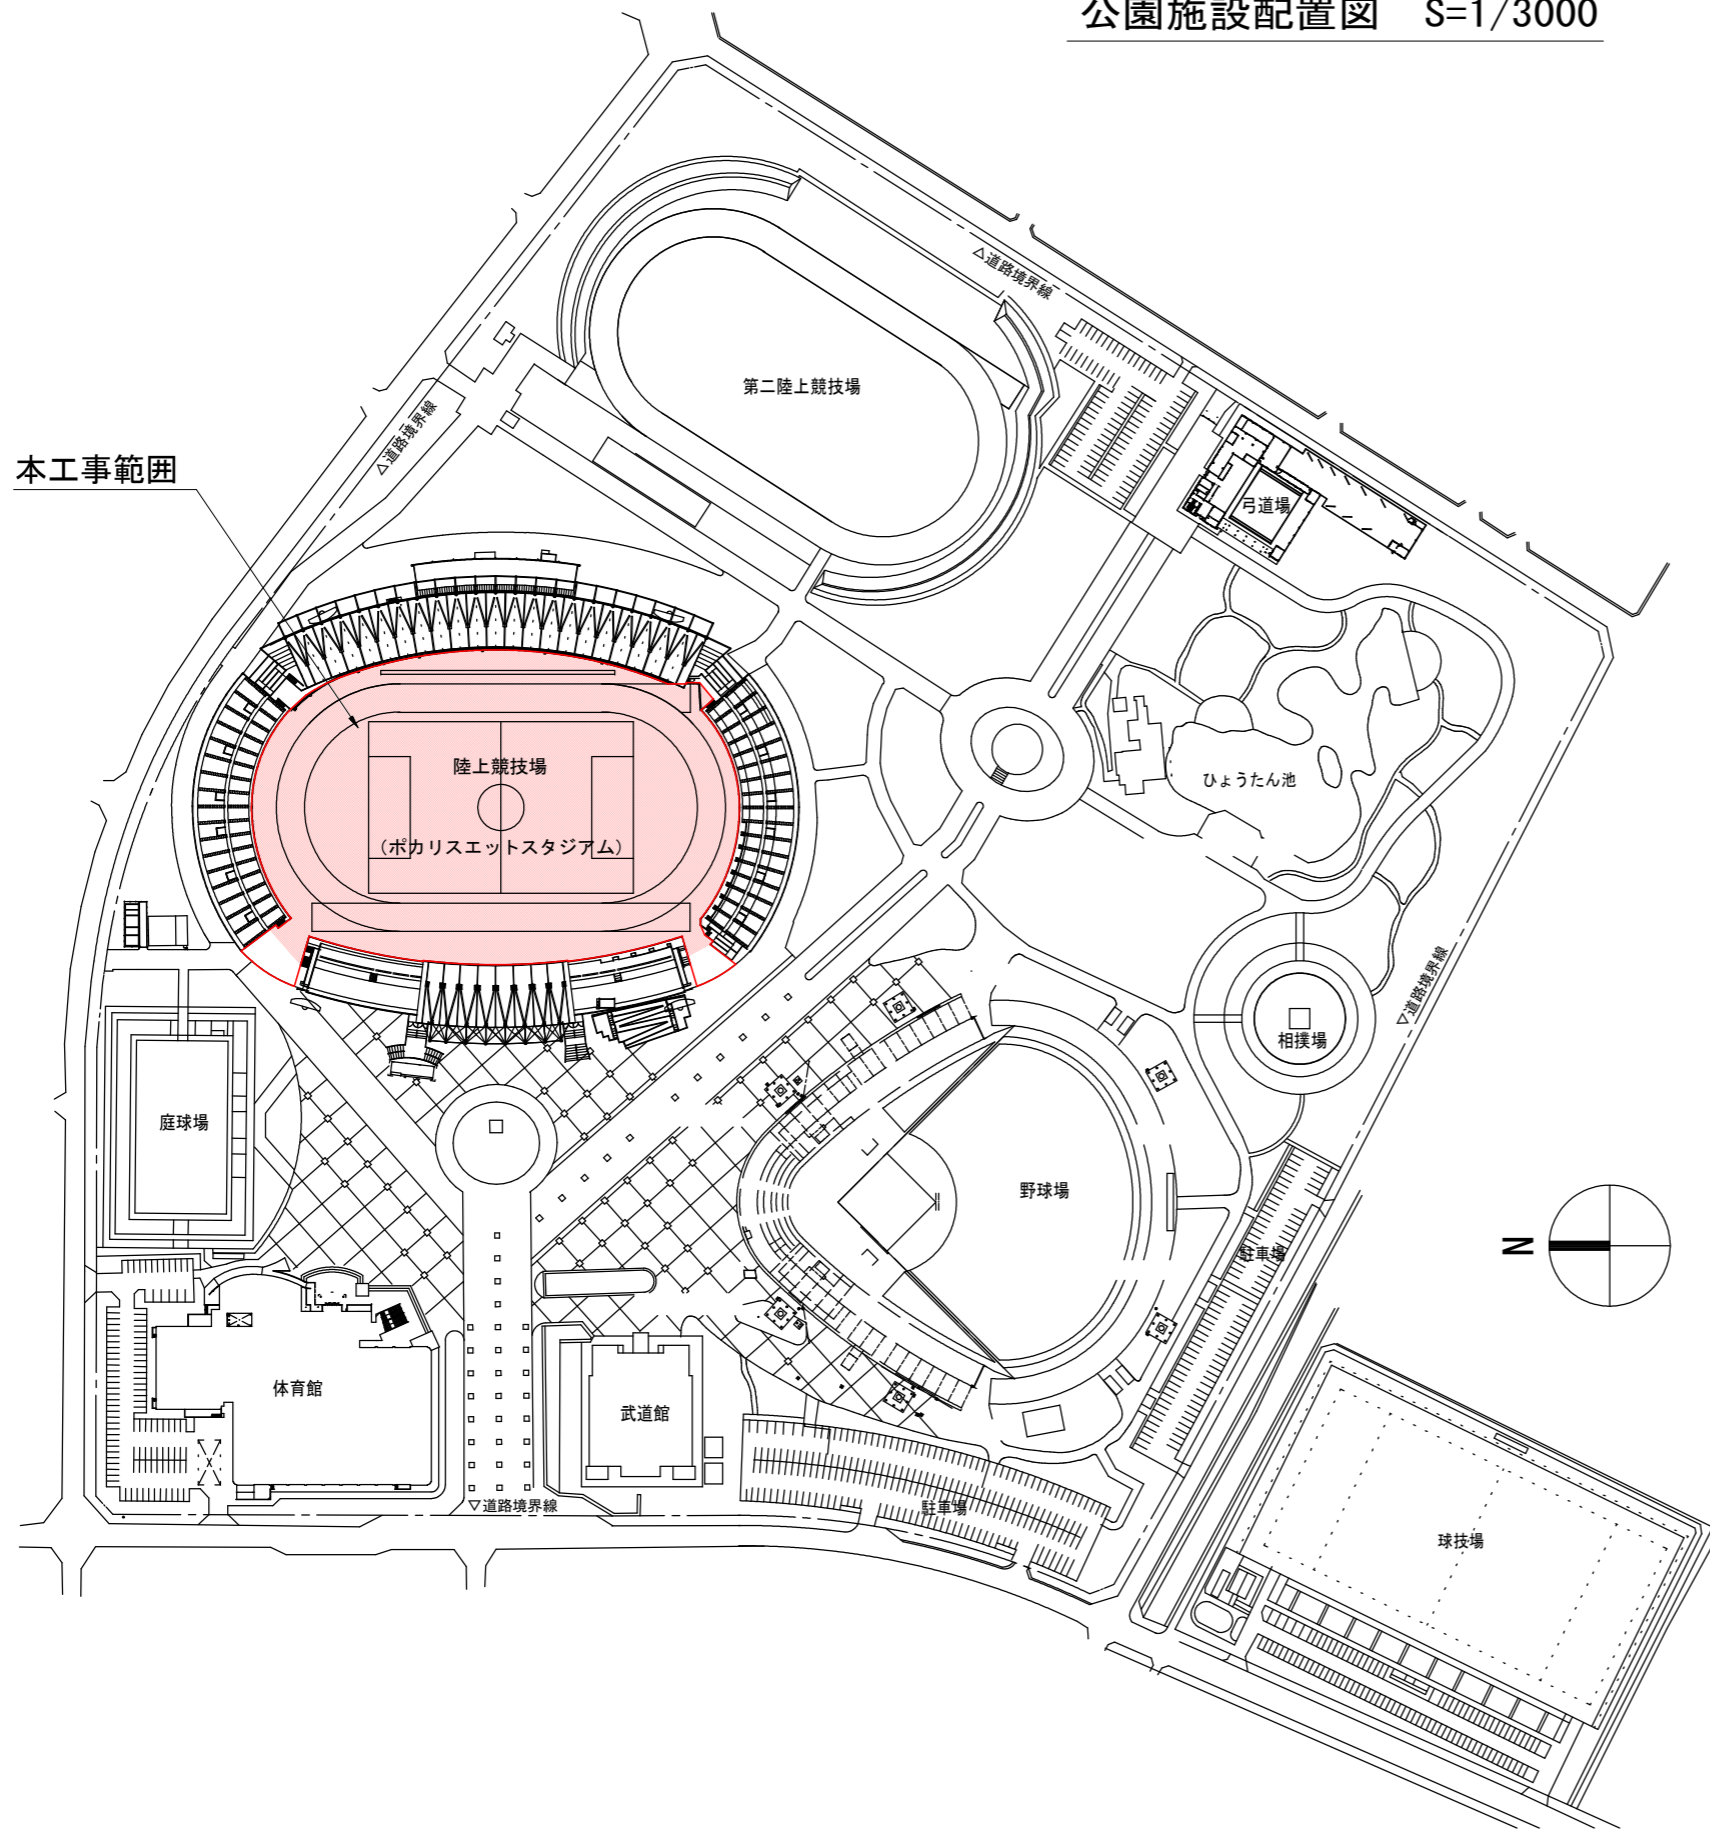 公園施設配置図 S=1/3000
△道路境界線
第二陸上競技場
△道路境界線
本工事範囲
弓道場
陸上競技場
ひょうたん池
（ポカリスエットスタジアム）
▽道路境界線
相撲場
庭球場
野球場
駐車場
N
体育館
武道館
▽道路境界線
駐車場
球技場